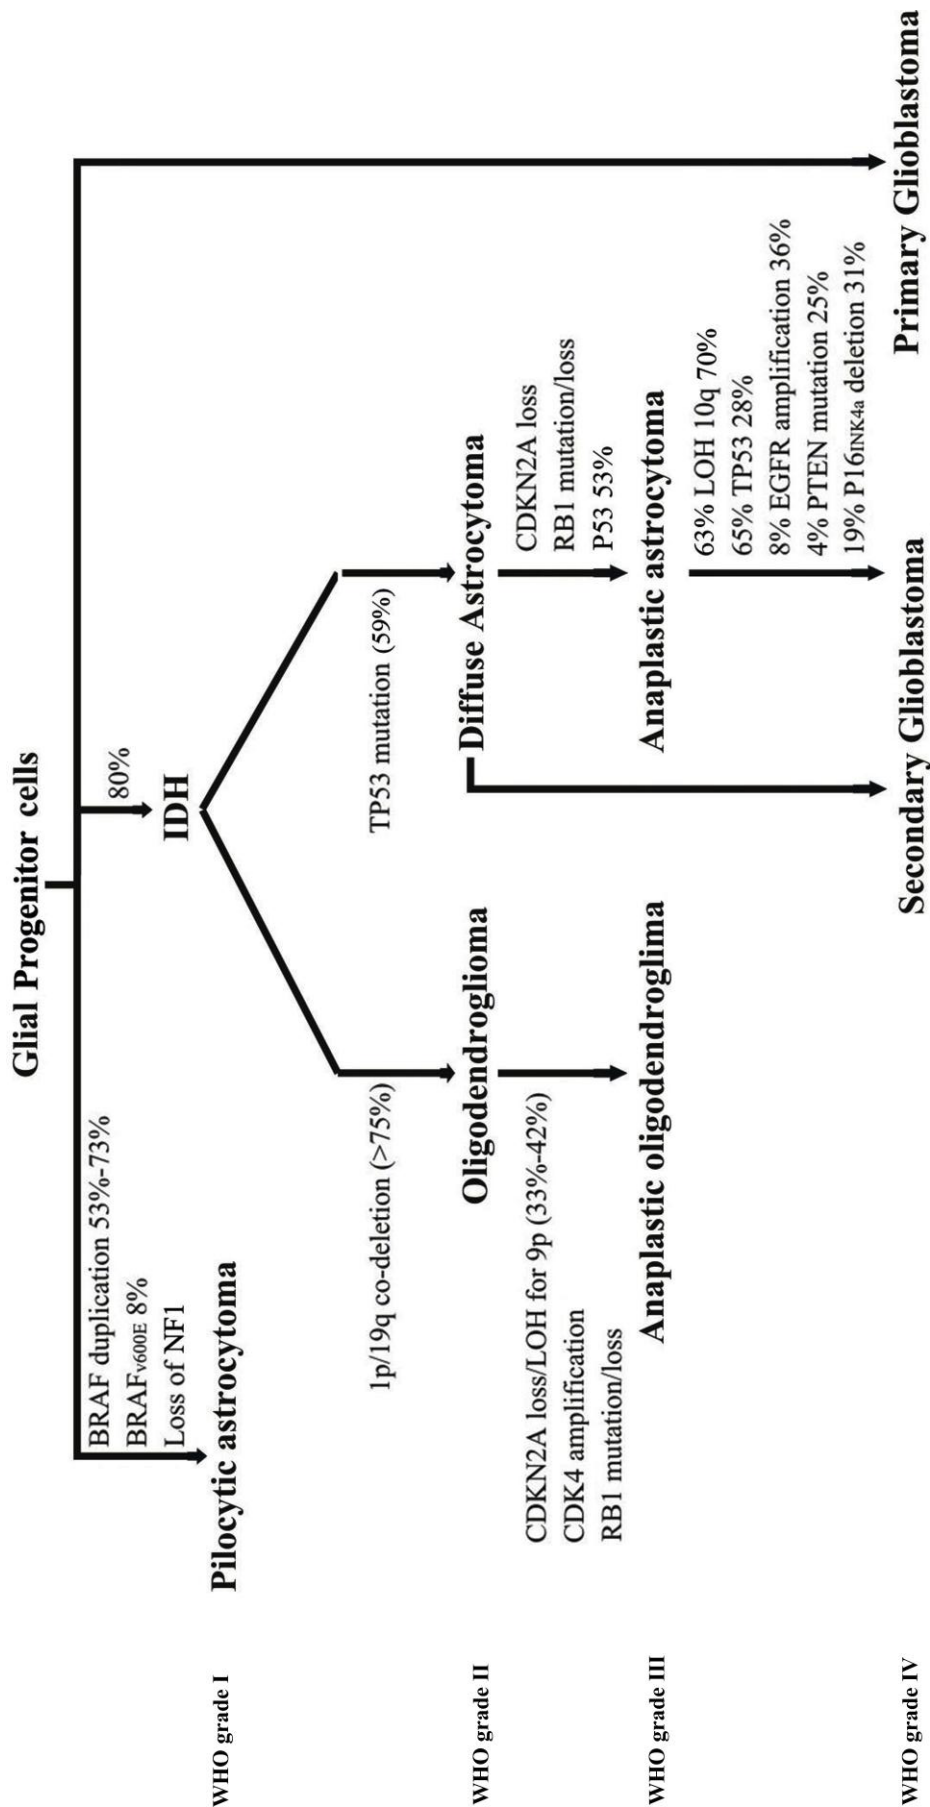 Glial Progenitor cells
BRAF duplication 53%-73%
BRAFV600E 8%
Loss of NF1
80%
WHO grade I
Pilocytic astrocytoma
IDH
1p/19q co-deletion (>75%)
TP53 mutation (59%)
WHO grade II
Oligodendroglioma
Diffuse Astrocytoma
CDKN2A loss/LOH for 9p (33%-42%)
CDK4 amplification
RB1 mutation/loss
CDKN2A loss
RB1 mutation/loss
P53 53%
WHO grade III
Anaplastic oligodendroglima
Anaplastic astrocytoma
63% LOH 10q 70%
65% TP53 28%
8% EGFR amplification 36%
4% PTEN mutation 25%
19% P16INK4a deletion 31%
WHO grade IV
Secondary Glioblastoma
Primary Glioblastoma